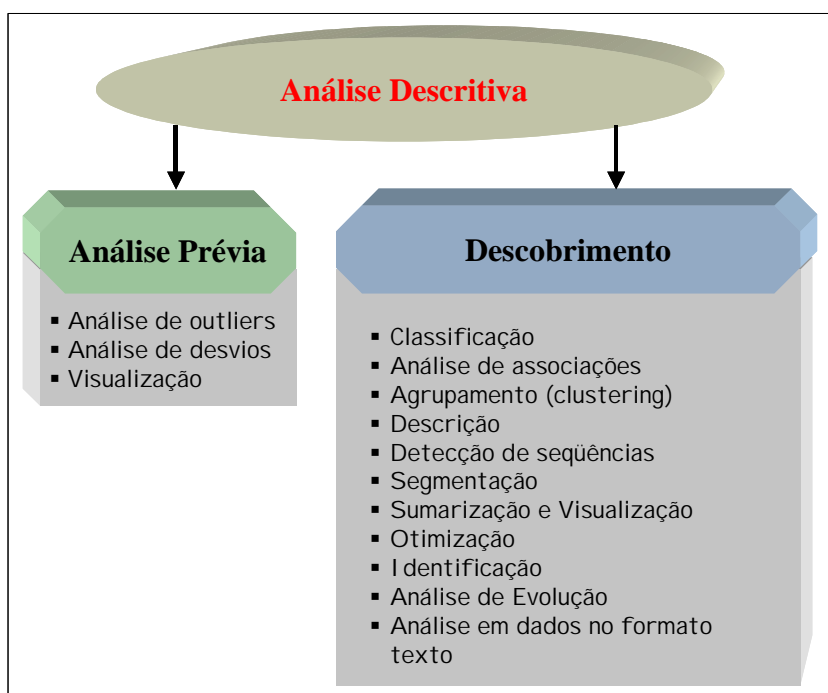 Análise Descritiva
Análise Prévia
▪ Análise de outliers
▪ Análise de desvios
▪ Visualização
Descobrimento
▪ Classificação
▪ Análise de associações
▪ Agrupamento (clustering)
▪ Descrição
▪ Detecção de seqüências
▪ Segmentação
▪ Sumarização e Visualização
▪ Otimização
▪ Identificação
▪ Análise de Evolução
▪ Análise em dados no formato
texto